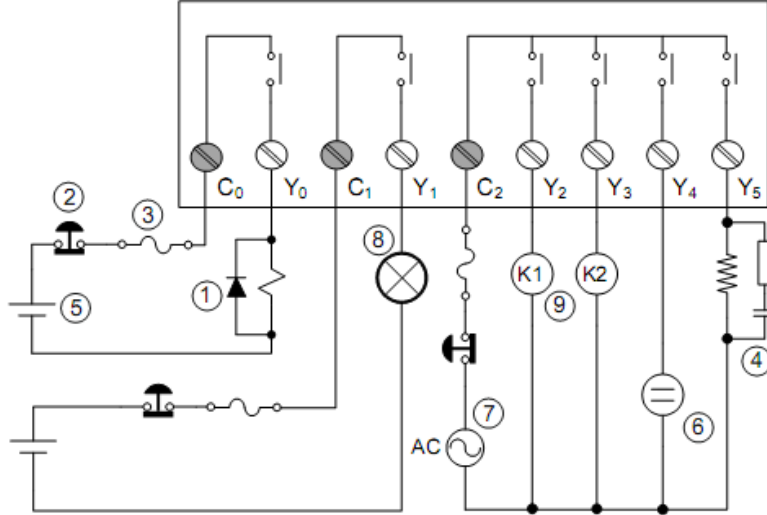 C₀ Y₀ C₁ Y₁ C₂ Y₂ Y₃ Y₄ Y₅
② ③ ⑧
K1 K2
⑤ ① ⑨
④
⑦ ⑥
AC